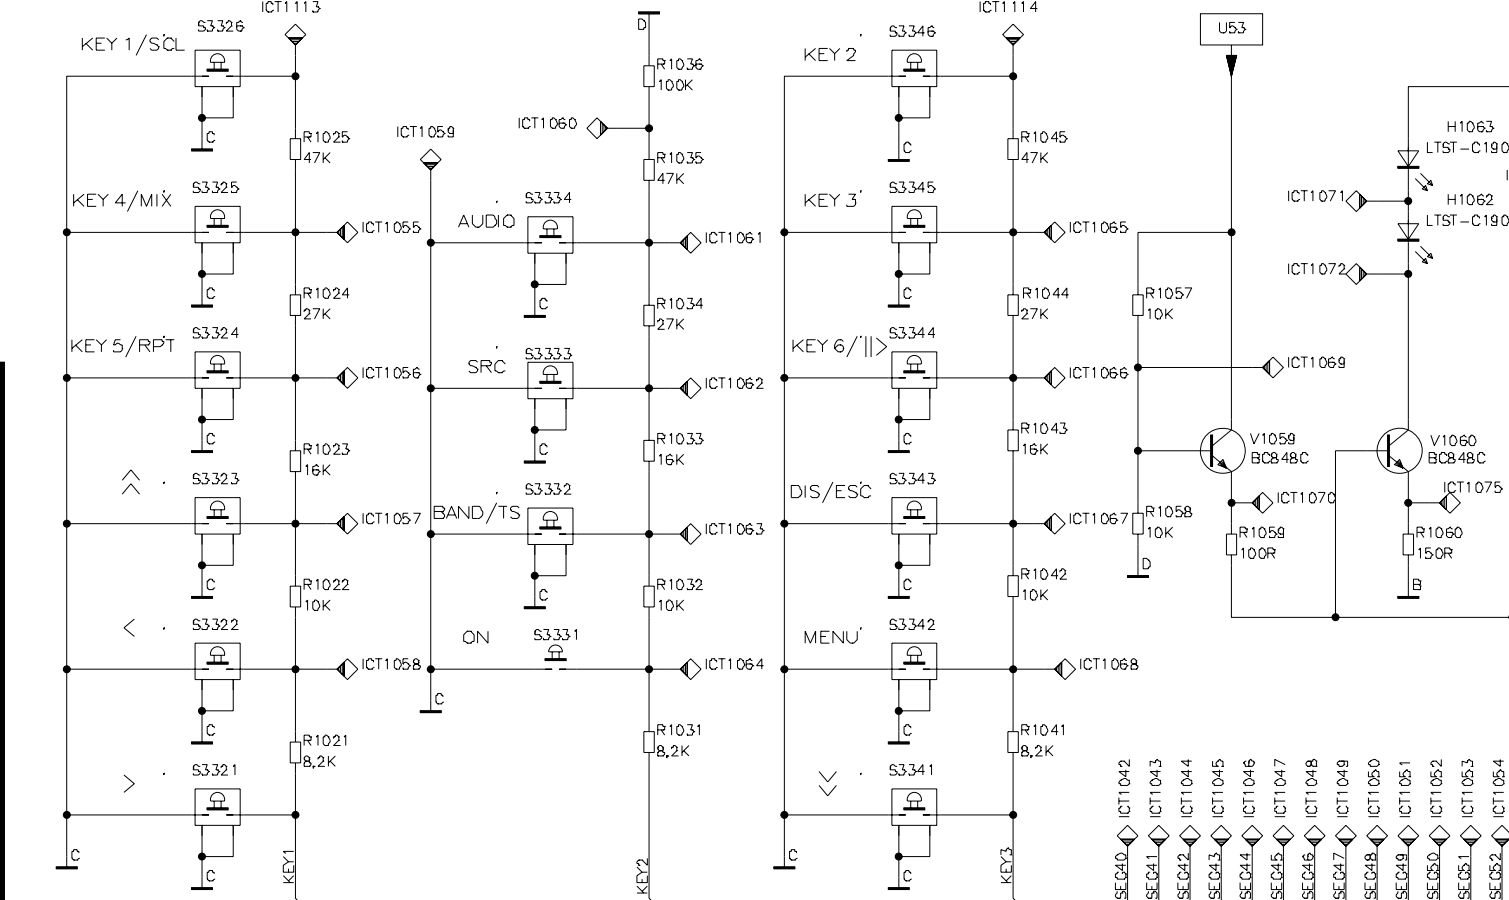 ICT1113
S3326
KEY 1/SCL
C
R1025
47K
S3325
KEY 4/MIX
ICT1055
C
R1024
27K
S3324
KEY 5/RPT
ICT1056
C
R1023
16K
S3323
ICT1057
C
R1022
10K
<
S3322
ICT1058
C
R1021
8,2K
>
S3321
C
C
KEY1
D
R1036
100K
ICT1060
ICT1059
R1035
47K
S3334
AUDIO
ICT1061
C
R1034
27K
S3333
SRC
ICT1062
C
R1033
16K
S3332
BAND/TS
ICT1063
C
R1032
10K
ON
S3331
ICT1064
C
R1031
8,2K
KEY2
ICT1114
S3346
KEY 2
C
R1045
47K
S3345
KEY 3
ICT1065
C
R1044
27K
S3344
KEY 6/||>
ICT1066
C
R1043
16K
S3343
DIS/ESC
ICT1067
C
R1042
10K
S3342
MENU
ICT1068
C
R1041
8,2K
S3341
C
C
KEY3
U53
R1057
10K
ICT1069
V1059
BC848C
ICT1070
R1058
10K
D
R1059
100R
H1063
LTST-C190
ICT1071
H1062
LTST-C190
ICT1072
V1060
BC848C
ICT1075
R1060
150R
B
ICT1042
ICT1043
ICT1044
ICT1045
ICT1046
ICT1047
ICT1048
ICT1049
ICT1050
ICT1051
ICT1052
ICT1053
ICT1054
SEG40
SEG41
SEG42
SEG43
SEG44
SEG45
SEG46
SEG47
SEG48
SEG49
SEG50
SEG51
SEG52